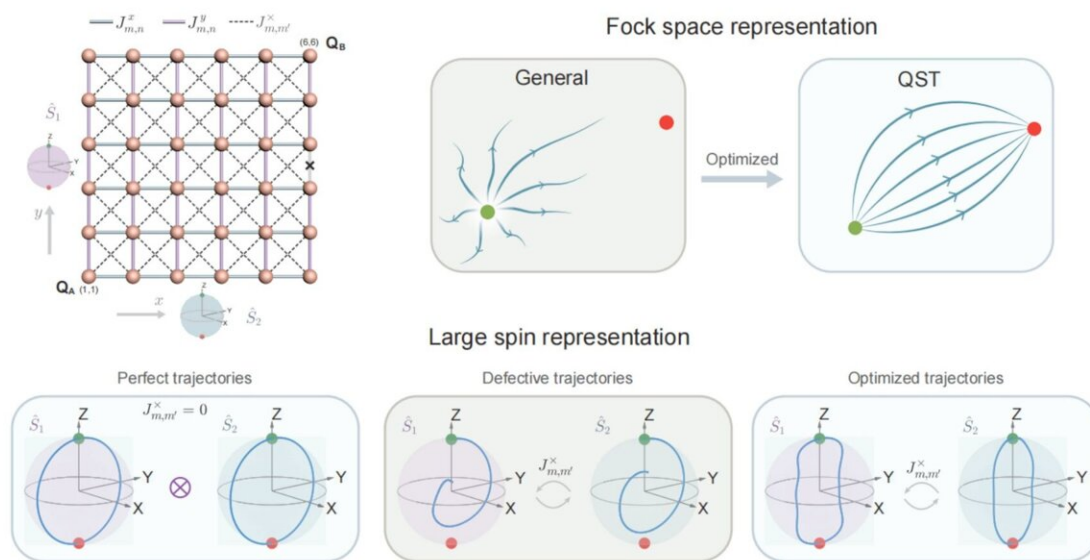 J^x_{m,n} J^y_{m,n} J^×_{m,m′}
(6,6) Q_B
Ŝ_1
Z
Y
X
y
Q_A (1,1)
x
Z
Y
X
Ŝ_2
Fock space representation
General
Optimized
QST
Large spin representation
Perfect trajectories
J^×_{m,m′} = 0
Ŝ_1 Z Y X
⊗
Ŝ_2 Z Y X
Defective trajectories
Ŝ_1 Z Y X
J^×_{m,m′}
Ŝ_2 Z Y X
Optimized trajectories
Ŝ_1 Z Y X
J^×_{m,m′}
Ŝ_2 Z Y X